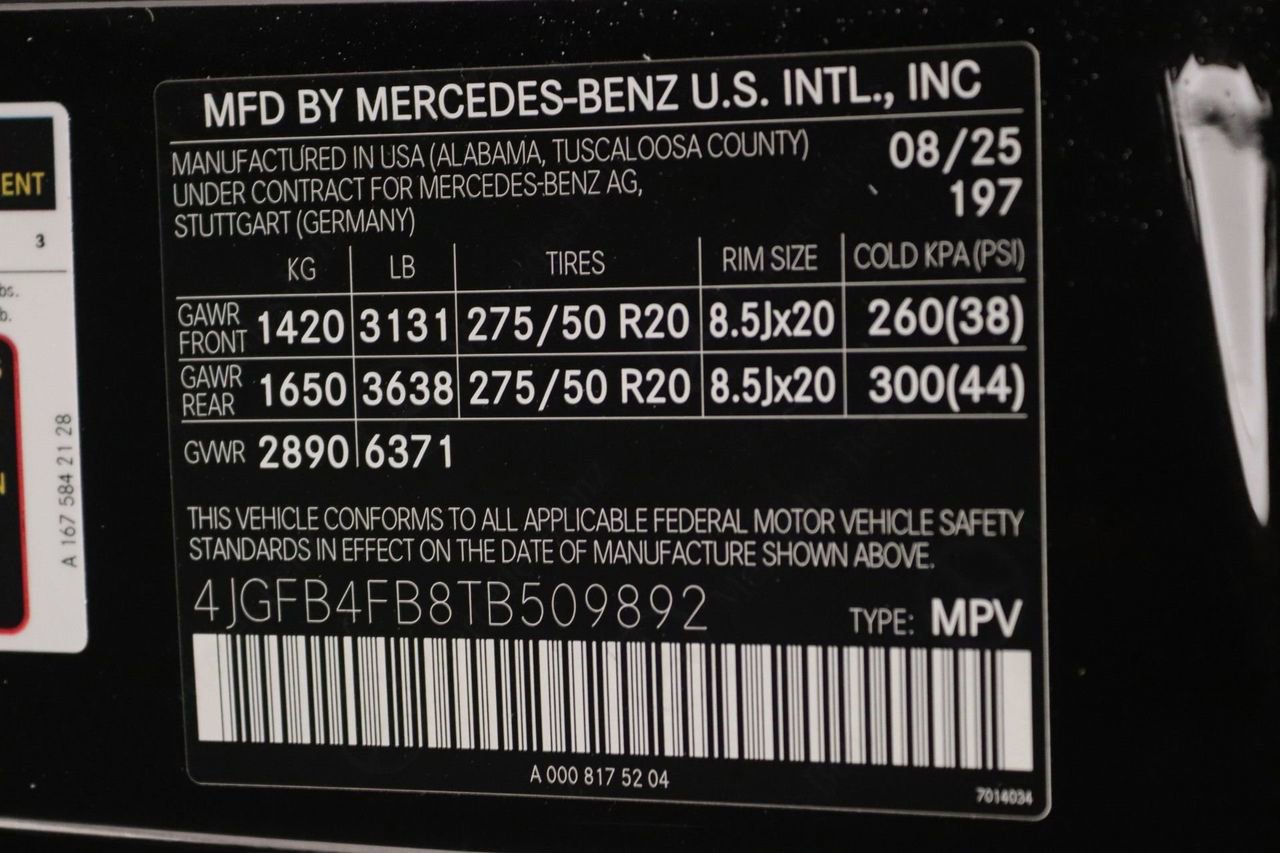 MFD BY MERCEDES-BENZ U.S. INTL., INC
MANUFACTURED IN USA (ALABAMA, TUSCALOOSA COUNTY)
UNDER CONTRACT FOR MERCEDES-BENZ AG,
STUTTGART (GERMANY)
08/25
197
KG LB TIRES RIM SIZE COLD KPA (PSI)
GAWR FRONT 1420 3131 275/50 R20 8.5Jx20 260(38)
GAWR REAR 1650 3638 275/50 R20 8.5Jx20 300(44)
GVWR 2890 6371
THIS VEHICLE CONFORMS TO ALL APPLICABLE FEDERAL MOTOR VEHICLE SAFETY
STANDARDS IN EFFECT ON THE DATE OF MANUFACTURE SHOWN ABOVE.
4JGFB4FB8TB509892 TYPE: MPV
A 000 817 52 04
7014034
ENT
3
bs.
b.
A 167 584 21 28